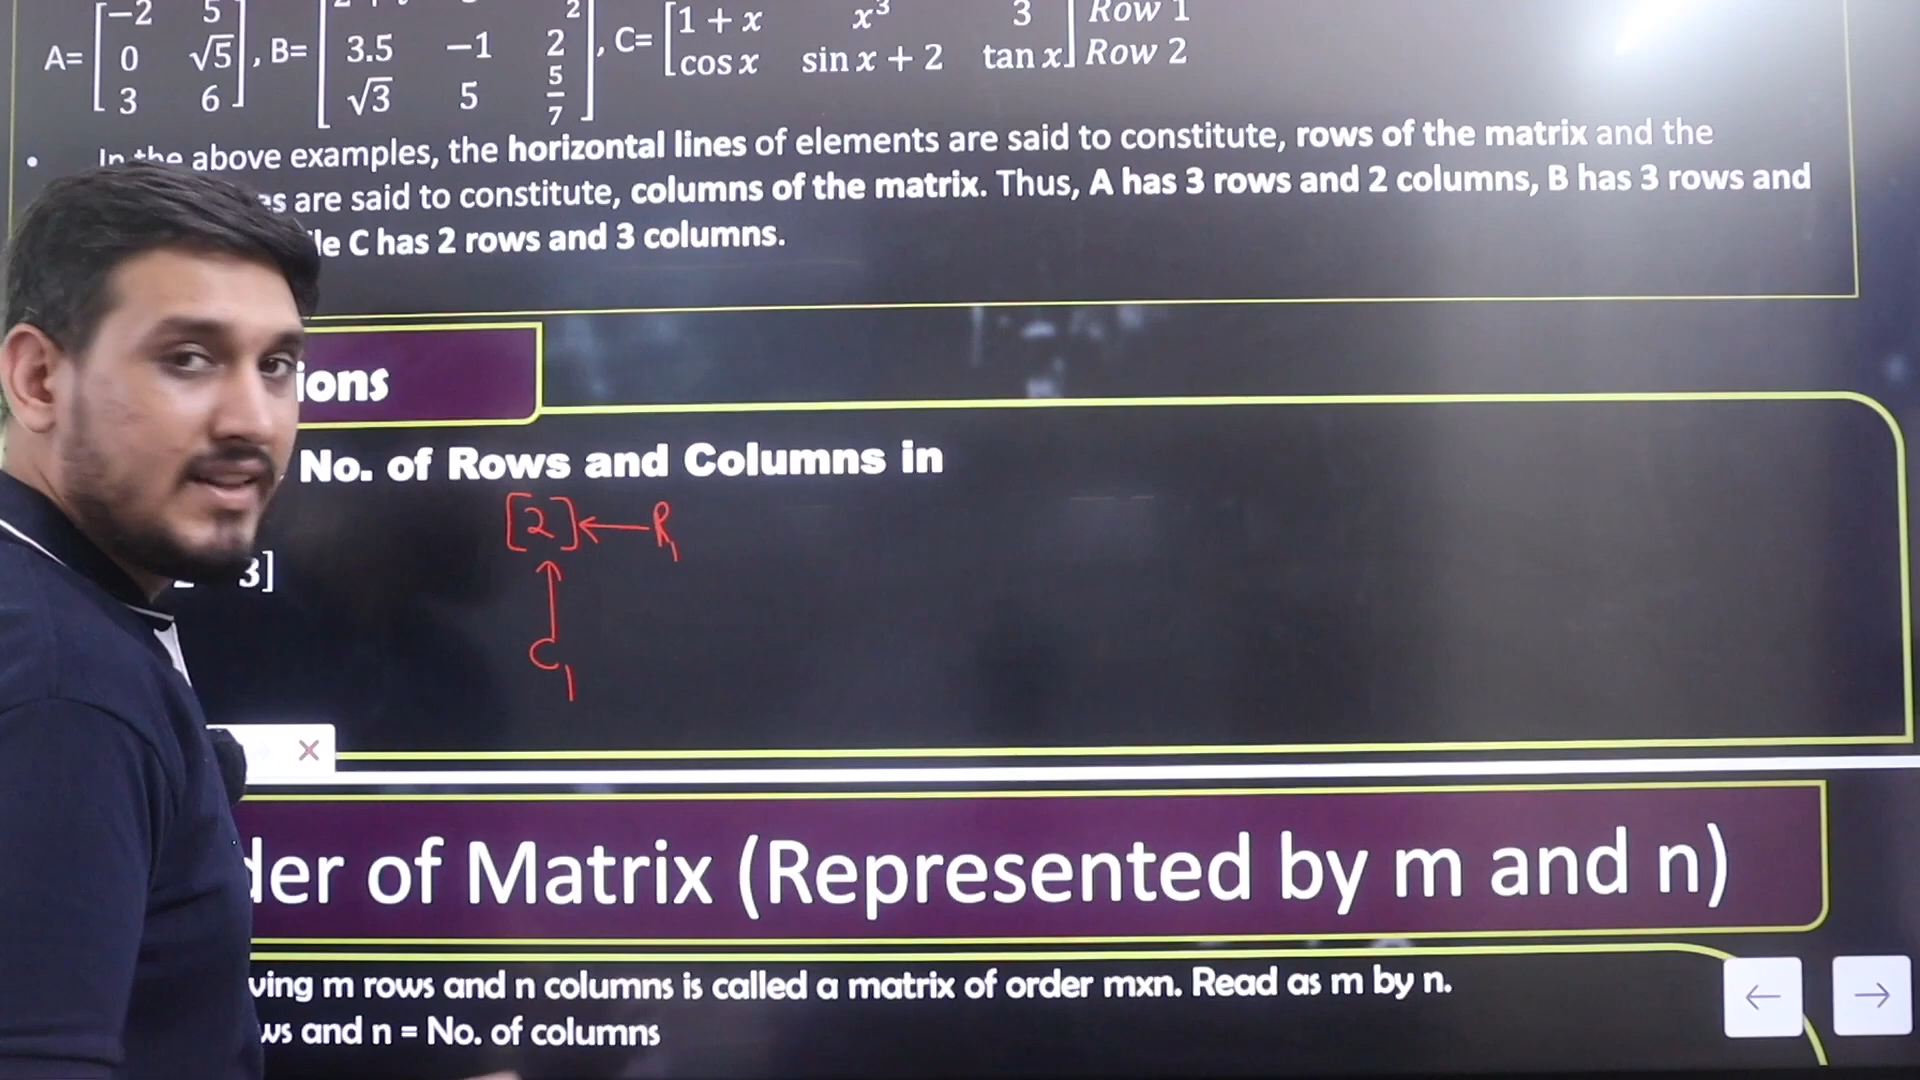 A= [−2 5
0 √5
3 6], B= [3.5 −1 2
√3 5 5/7], C= [1 + x x³ 3
cos x sin x + 2 tan x] Row 1
Row 2
• In the above examples, the horizontal lines of elements are said to constitute, rows of the matrix and the
are said to constitute, columns of the matrix. Thus, A has 3 rows and 2 columns, B has 3 rows and
C has 2 rows and 3 columns.
ions
No. of Rows and Columns in
[2] ← R₁
3]
↑
C₁
×
der of Matrix (Represented by m and n)
ving m rows and n columns is called a matrix of order mxn. Read as m by n.
ws and n = No. of columns
← →